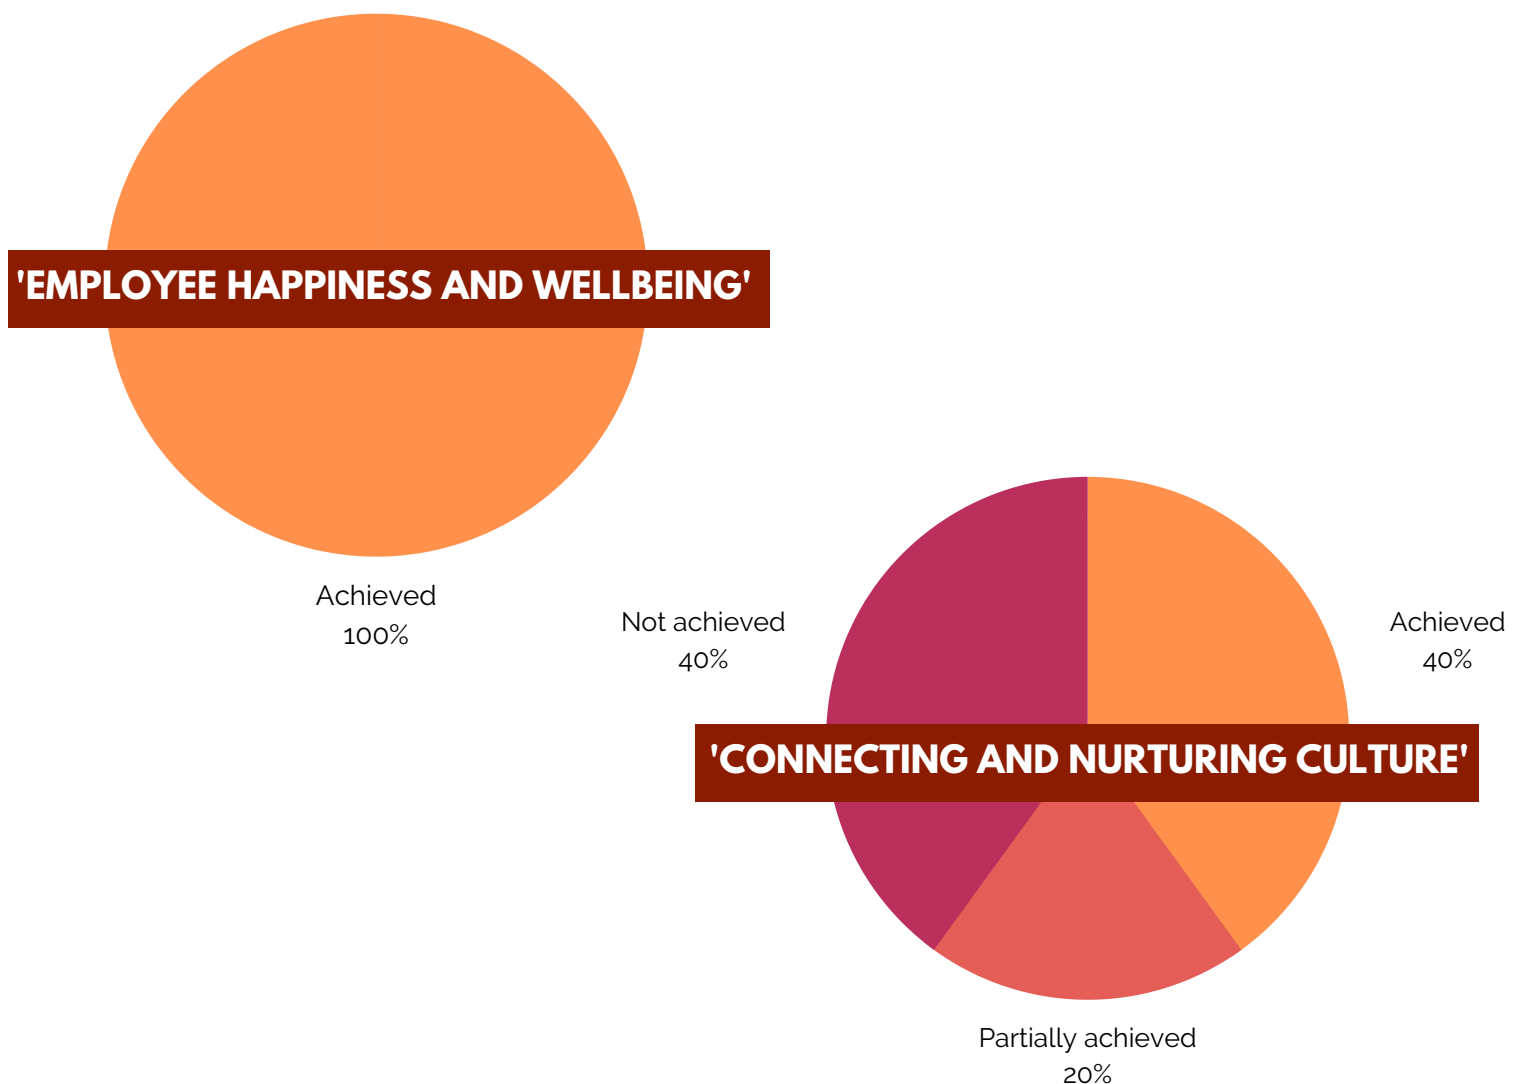 'EMPLOYEE HAPPINESS AND WELLBEING'
Achieved
100%
Not achieved
40%
Achieved
40%
'CONNECTING AND NURTURING CULTURE'
Partially achieved
20%